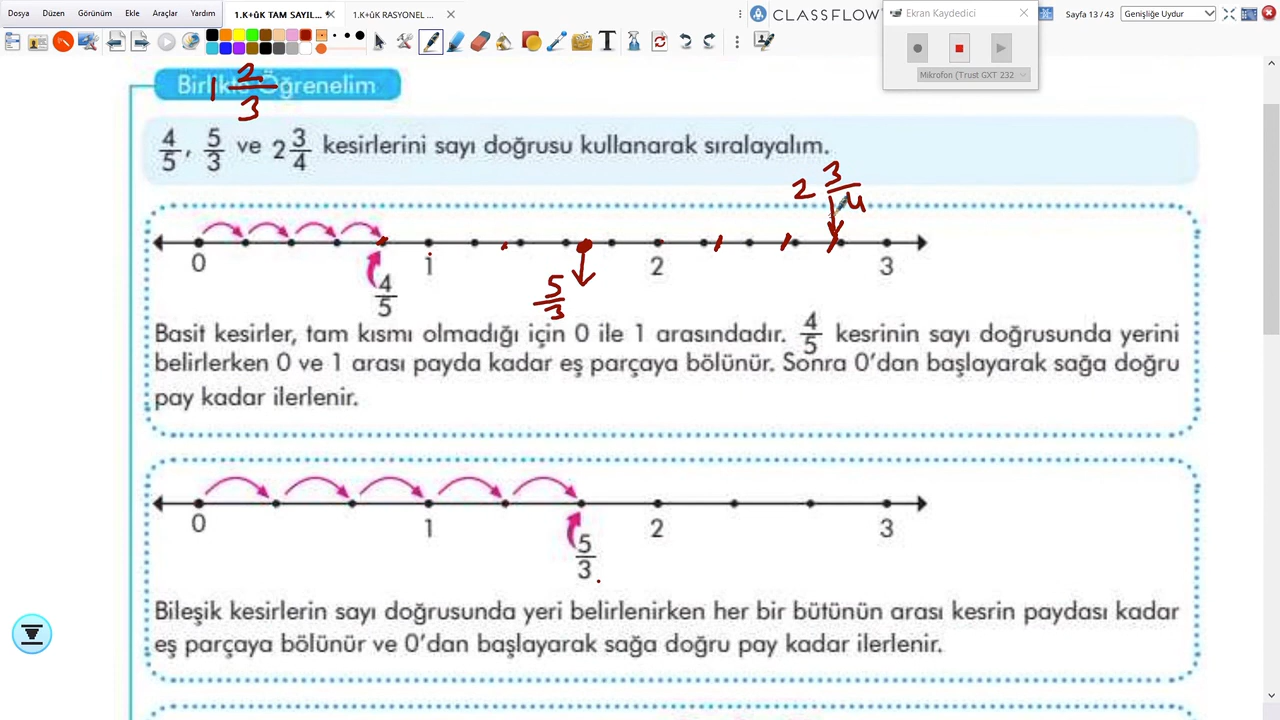 Dosya Düzen Görünüm Ekle Araçlar Yardım
1.K+ûK TAM SAYIL...
1.K+ûK RASYONEL ...
CLASSFLOW
Ekran Kaydedici
Sayfa 13 / 43
Genişliğe Uydur
Mikrofon (Trust GXT 232
Birlikte Öğrenelim
1 2/3
4/5, 5/3 ve 2 3/4 kesirlerini sayı doğrusu kullanarak sıralayalım.
2 3/4
0 1 2 3
4/5
5/3
Basit kesirler, tam kısmı olmadığı için 0 ile 1 arasındadır. 4/5 kesrinin sayı doğrusunda yerini
belirlerken 0 ve 1 arası payda kadar eş parçaya bölünür. Sonra 0'dan başlayarak sağa doğru
pay kadar ilerlenir.
0 1 2 3
5/3
Bileşik kesirlerin sayı doğrusunda yeri belirlenirken her bir bütünün arası kesrin paydası kadar
eş parçaya bölünür ve 0'dan başlayarak sağa doğru pay kadar ilerlenir.